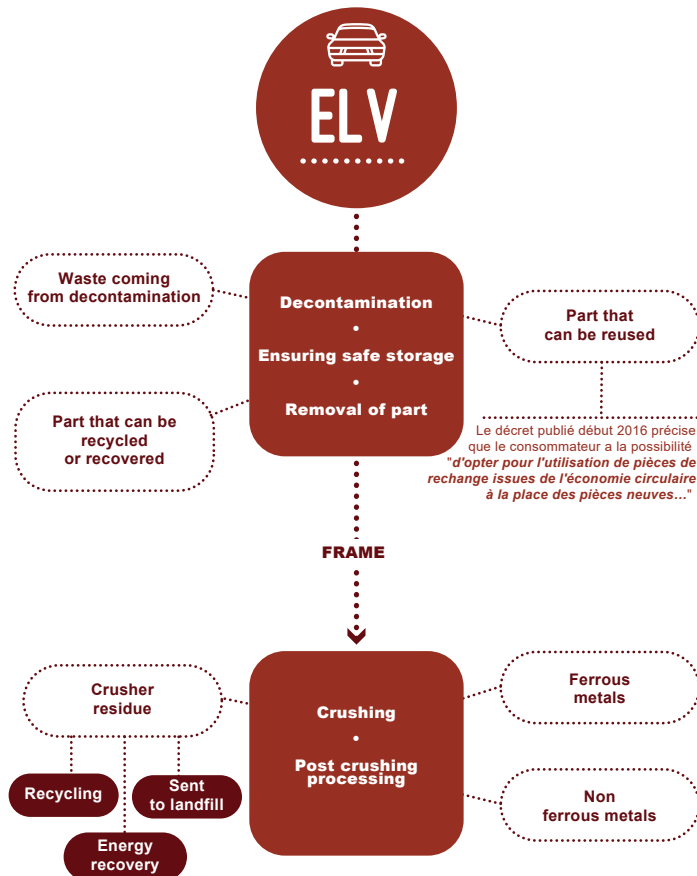 ELV
Waste coming
from decontamination
Decontamination
•
Ensuring safe storage
•
Removal of part
Part that
can be reused
Part that can be
recycled
or recovered
Le décret publié début 2016 précise
que le consommateur a la possibilité
"d'opter pour l'utilisation de pièces de
rechange issues de l'économie circulaire
à la place des pièces neuves..."
FRAME
Crusher
residue
Crushing
•
Post crushing
processing
Ferrous
metals
Recycling
Sent
to landfill
Energy
recovery
Non
ferrous metals